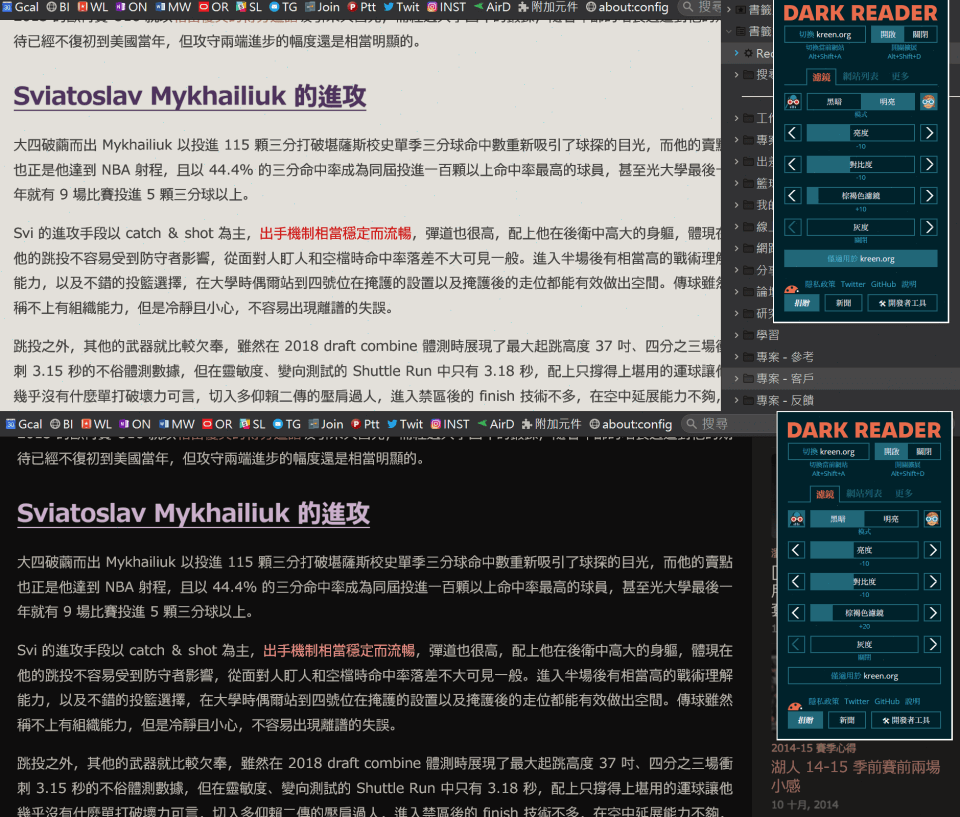 Gcal BI WL ON MW OR SL TG Join Ptt Twit INST AirD 附加元件 about:config 搜尋
待已經不復初到美國當年，但攻守兩端進步的幅度還是相當明顯的。
Sviatoslav Mykhailiuk 的進攻
大四破繭而出 Mykhailiuk 以投進 115 顆三分打破堪薩斯校史單季三分球命中數重新吸引了球探的目光，而他的賣點
也正是他達到 NBA 射程，且以 44.4% 的三分命中率成為同屆投進一百顆以上命中率最高的球員，甚至光大學最後一
年就有 9 場比賽投進 5 顆三分球以上。
Svi 的進攻手段以 catch ＆ shot 為主，出手機制相當穩定而流暢，彈道也很高，配上他在後衛中高大的身軀，體現在
他的跳投不容易受到防守者影響，從面對人盯人和空檔時命中率落差不大可見一般。進入半場後有相當高的戰術理解
能力，以及不錯的投籃選擇，在大學時偶爾站到四號位在掩護的設置以及掩護後的走位都能有效做出空間。傳球雖然
稱不上有組織能力，但是冷靜且小心，不容易出現離譜的失誤。
跳投之外，其他的武器就比較欠奉，雖然在 2018 draft combine 體測時展現了最大起跳高度 37 吋、四分之三場衝
刺 3.15 秒的不俗體測數據，但在靈敏度、變向測試的 Shuttle Run 中只有 3.18 秒，配上只撐得上堪用的運球讓他
幾乎沒有什麼單打破壞力可言，切入多仰賴二傳的壓肩過人，進入禁區後的 finish 技術不多，在空中延展能力不夠，
書籤
書籤
Rec
搜尋
工作
專案
出差
籃球
我的
線上
網路
分享
論壇
研究
學習
專案 - 參考
專案 - 客戶
專案 - 反饋
DARK READER
切換 kreen.org
開啟 關閉
切換當前網站
Alt+Shift+A
開關擴展
Alt+Shift+D
濾鏡 網站列表 更多
黑暗 明亮
模式
亮度
-10
對比度
-10
棕褐色濾鏡
+10
灰度
關閉
僅適用於 kreen.org
隱私政策 Twitter GitHub 說明
捐贈 新聞 開發者工具
Gcal BI WL ON MW OR SL TG Join Ptt Twit INST AirD 附加元件 about:config 搜尋
待已經不復初到美國當年，但攻守兩端進步的幅度還是相當明顯的。
Sviatoslav Mykhailiuk 的進攻
大四破繭而出 Mykhailiuk 以投進 115 顆三分打破堪薩斯校史單季三分球命中數重新吸引了球探的目光，而他的賣點
也正是他達到 NBA 射程，且以 44.4% 的三分命中率成為同屆投進一百顆以上命中率最高的球員，甚至光大學最後一
年就有 9 場比賽投進 5 顆三分球以上。
Svi 的進攻手段以 catch ＆ shot 為主，出手機制相當穩定而流暢，彈道也很高，配上他在後衛中高大的身軀，體現在
他的跳投不容易受到防守者影響，從面對人盯人和空檔時命中率落差不大可見一般。進入半場後有相當高的戰術理解
能力，以及不錯的投籃選擇，在大學時偶爾站到四號位在掩護的設置以及掩護後的走位都能有效做出空間。傳球雖然
稱不上有組織能力，但是冷靜且小心，不容易出現離譜的失誤。
跳投之外，其他的武器就比較欠奉，雖然在 2018 draft combine 體測時展現了最大起跳高度 37 吋、四分之三場衝
刺 3.15 秒的不俗體測數據，但在靈敏度、變向測試的 Shuttle Run 中只有 3.18 秒，配上只撐得上堪用的運球讓他
幾乎沒有什麼單打破壞力可言，切入多仰賴二傳的壓肩過人，進入禁區後的 finish 技術不多，在空中延展能力不夠，
DARK READER
切換 kreen.org
開啟 關閉
切換當前網站
Alt+Shift+A
開關擴展
Alt+Shift+D
濾鏡 網站列表 更多
黑暗 明亮
模式
亮度
-10
對比度
-10
棕褐色濾鏡
+20
灰度
關閉
僅適用於 kreen.org
隱私政策 Twitter GitHub 說明
捐贈 新聞 開發者工具
2014-15 賽季心得
湖人 14-15 季前賽前兩場
小感
10 十月, 2014